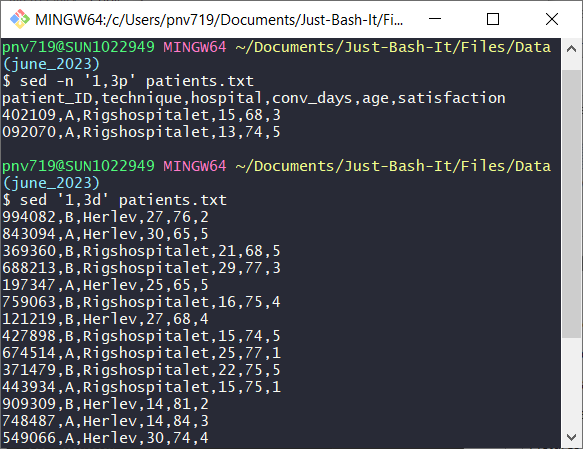 MINGW64:/c/Users/pnv719/Documents/Just-Bash-It/Fi...
pnv719@SUN1022949 MINGW64 ~/Documents/Just-Bash-It/Files/Data
(june_2023)
$ sed -n '1,3p' patients.txt
patient_ID,technique,hospital,conv_days,age,satisfaction
402109,A,Rigshospitalet,15,68,3
092070,A,Rigshospitalet,13,74,5
pnv719@SUN1022949 MINGW64 ~/Documents/Just-Bash-It/Files/Data
(june_2023)
$ sed '1,3d' patients.txt
994082,B,Herlev,27,76,2
843094,A,Herlev,30,65,5
369360,B,Rigshospitalet,21,68,5
688213,B,Rigshospitalet,29,77,3
197347,A,Herlev,25,65,5
759063,B,Rigshospitalet,16,75,4
121219,B,Herlev,27,68,4
427898,B,Rigshospitalet,15,74,5
674514,A,Rigshospitalet,25,77,1
371479,B,Rigshospitalet,22,75,5
443934,A,Rigshospitalet,15,75,1
909309,B,Herlev,14,81,2
748487,A,Herlev,14,84,3
549066,A,Herlev,30,74,4